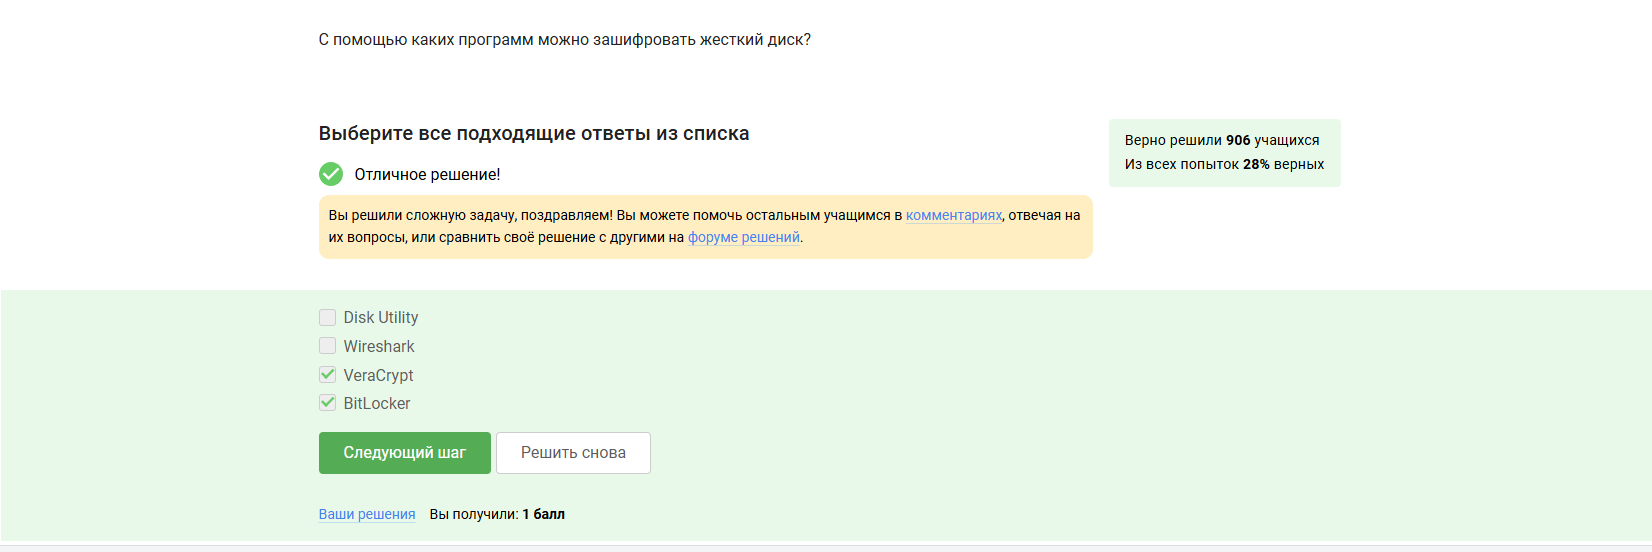 С помощью каких программ можно зашифровать жесткий диск?
Выберите все подходящие ответы из списка
Отличное решение!
Вы решили сложную задачу, поздравляем! Вы можете помочь остальным учащимся в комментариях, отвечая на
их вопросы, или сравнить своё решение с другими на форуме решений.
Верно решили 906 учащихся
Из всех попыток 28% верных
Disk Utility
Wireshark
VeraCrypt
BitLocker
Следующий шаг
Решить снова
Ваши решения Вы получили: 1 балл